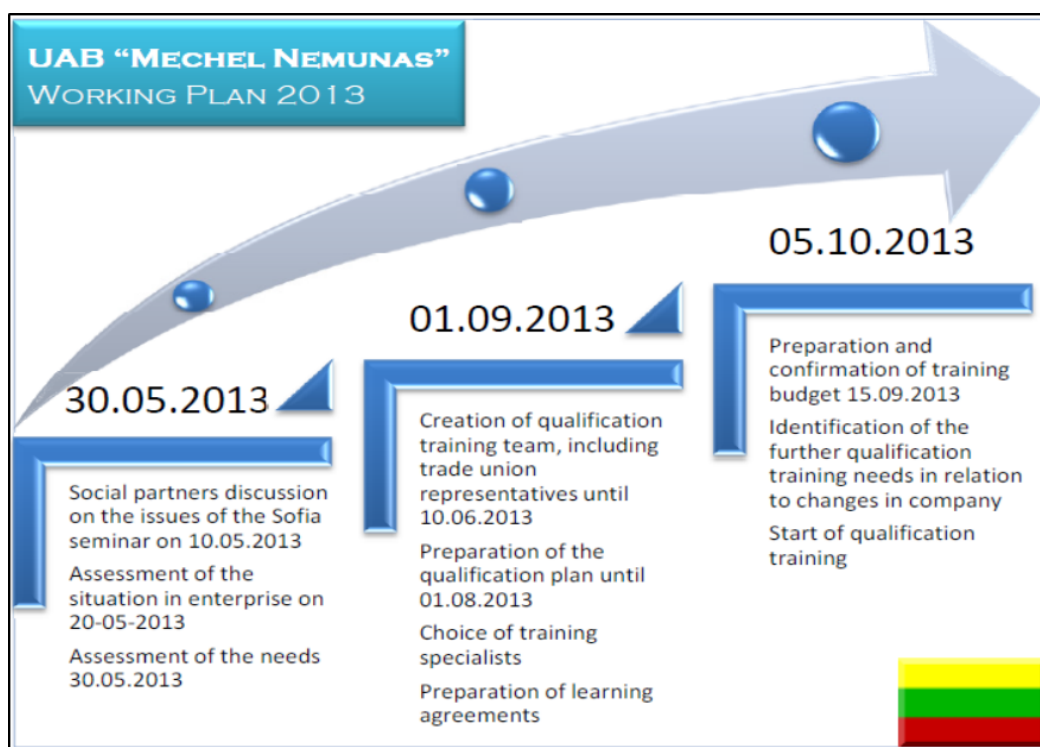 UAB “MECHEL NEMUNAS”
WORKING PLAN 2013
30.05.2013
Social partners discussion
on the issues of the Sofia
seminar on 10.05.2013
Assessment of the
situation in enterprise on
20-05-2013
Assessment of the needs
30.05.2013
01.09.2013
Creation of qualification
training team, including
trade union
representatives until
10.06.2013
Preparation of the
qualification plan until
01.08.2013
Choice of training
specialists
Preparation of learning
agreements
05.10.2013
Preparation and
confirmation of training
budget 15.09.2013
Identification of the
further qualification
training needs in relation
to changes in company
Start of qualification
training